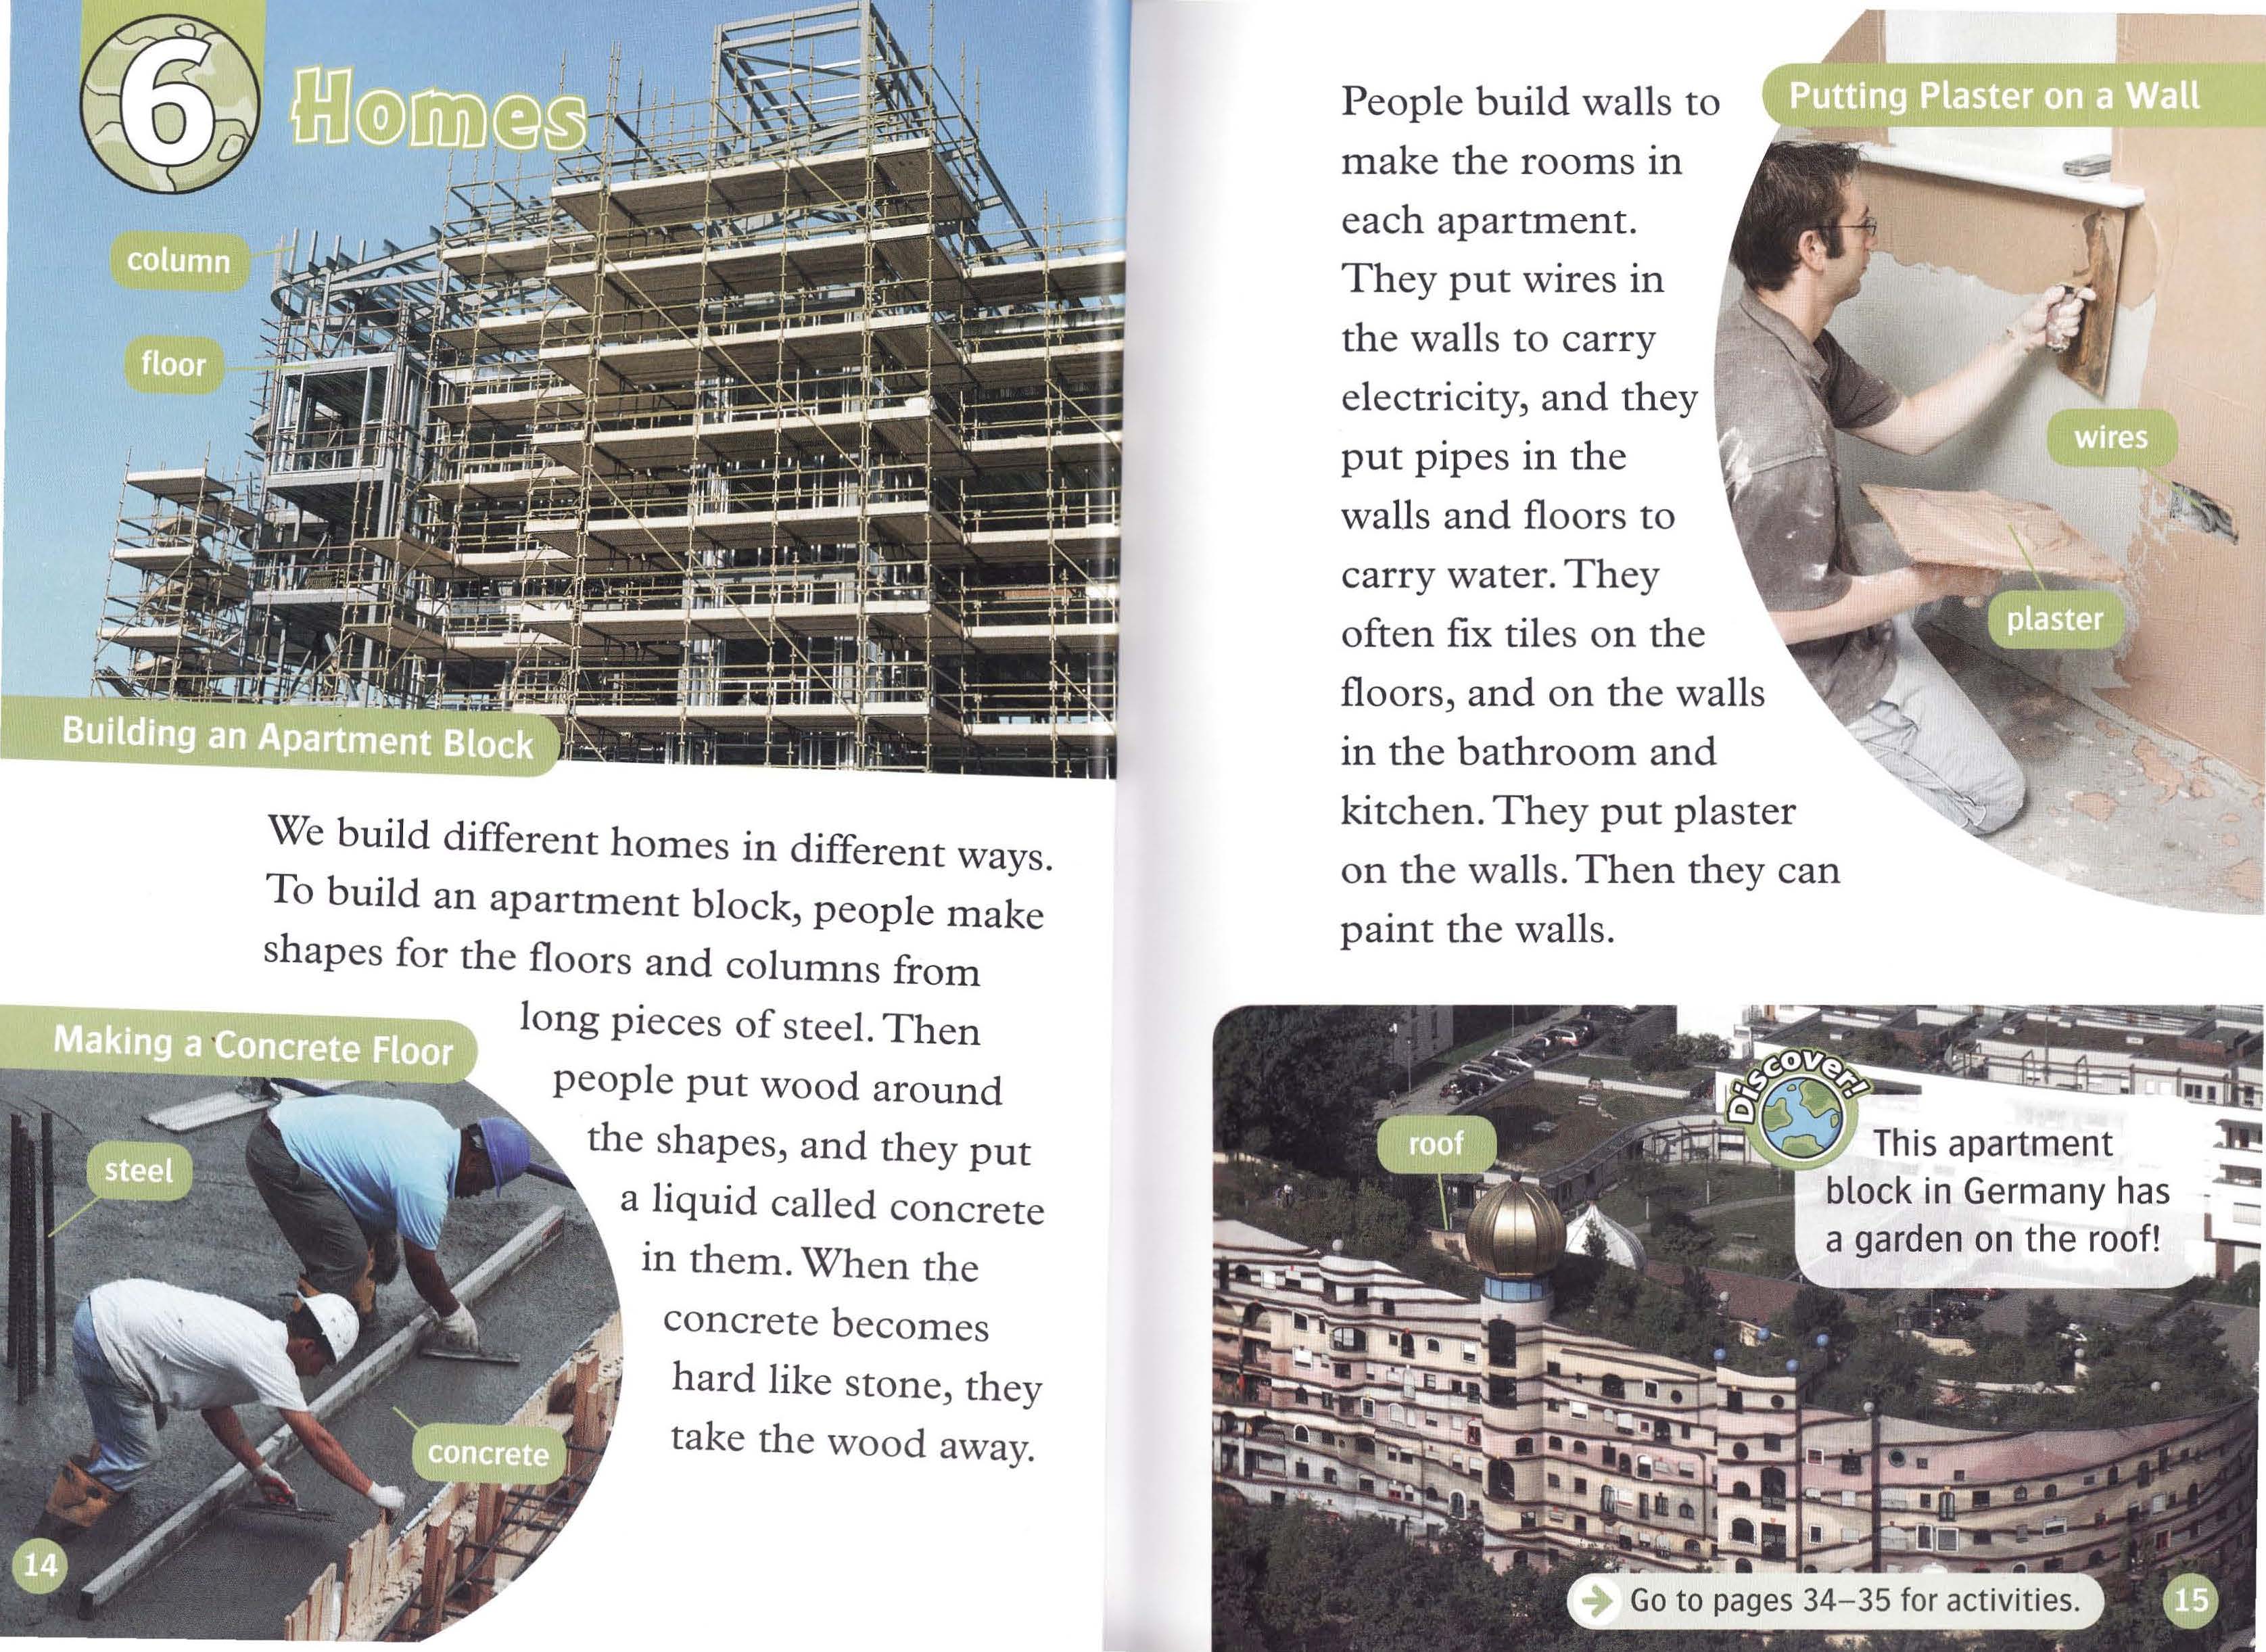 6
Homes
column
floor
Building an Apartment Block
We build different homes in different ways.
To build an apartment block, people make
shapes for the floors and columns from
long pieces of steel. Then
people put wood around
the shapes, and they put
a liquid called concrete
in them. When the
concrete becomes
hard like stone, they
take the wood away.
Making a Concrete Floor
steel
concrete
14
People build walls to
make the rooms in
each apartment.
They put wires in
the walls to carry
electricity, and they
put pipes in the
walls and floors to
carry water. They
often fix tiles on the
floors, and on the walls
in the bathroom and
kitchen. They put plaster
on the walls. Then they can
paint the walls.
Putting Plaster on a Wall
wires
plaster
roof
Discover!
This apartment
block in Germany has
a garden on the roof!
Go to pages 34–35 for activities.
15